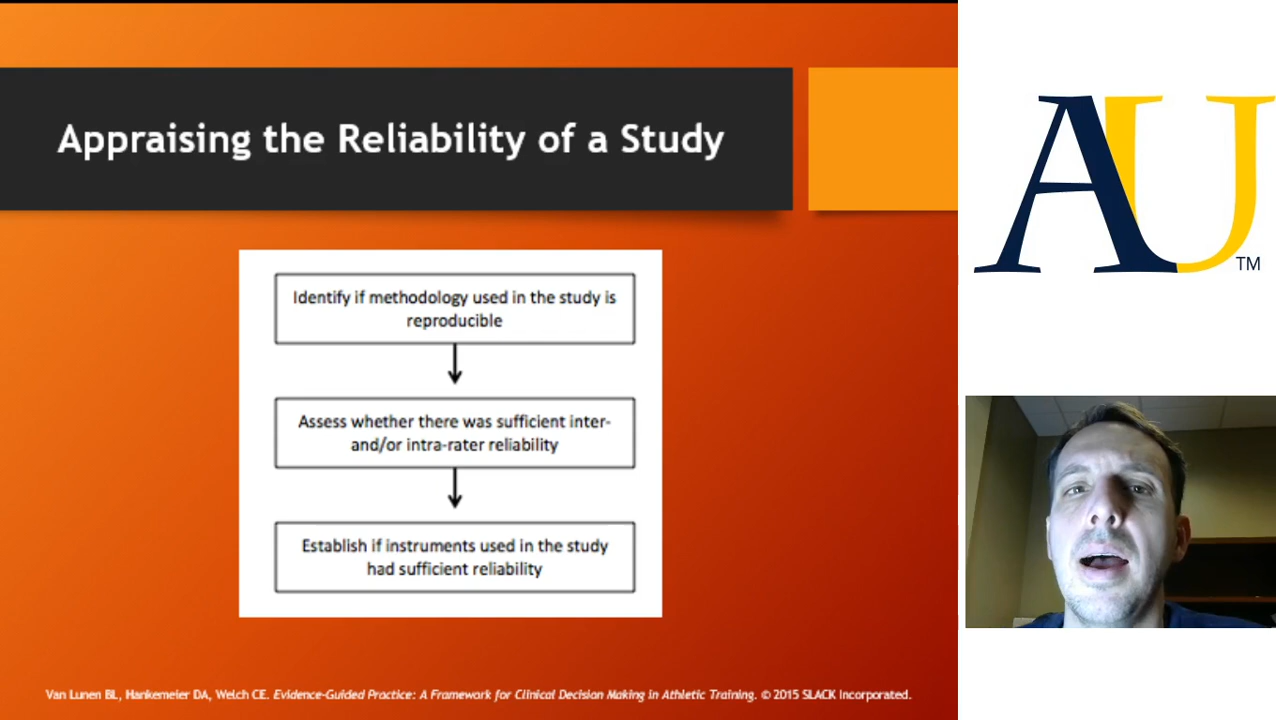 Appraising the Reliability of a Study
Identify if methodology used in the study is
reproducible
Assess whether there was sufficient inter-
and/or intra-rater reliability
Establish if instruments used in the study
had sufficient reliability
Van Lunen BL, Hankemeier DA, Welch CE. Evidence-Guided Practice: A Framework for Clinical Decision Making in Athletic Training. © 2015 SLACK Incorporated.
AU
TM